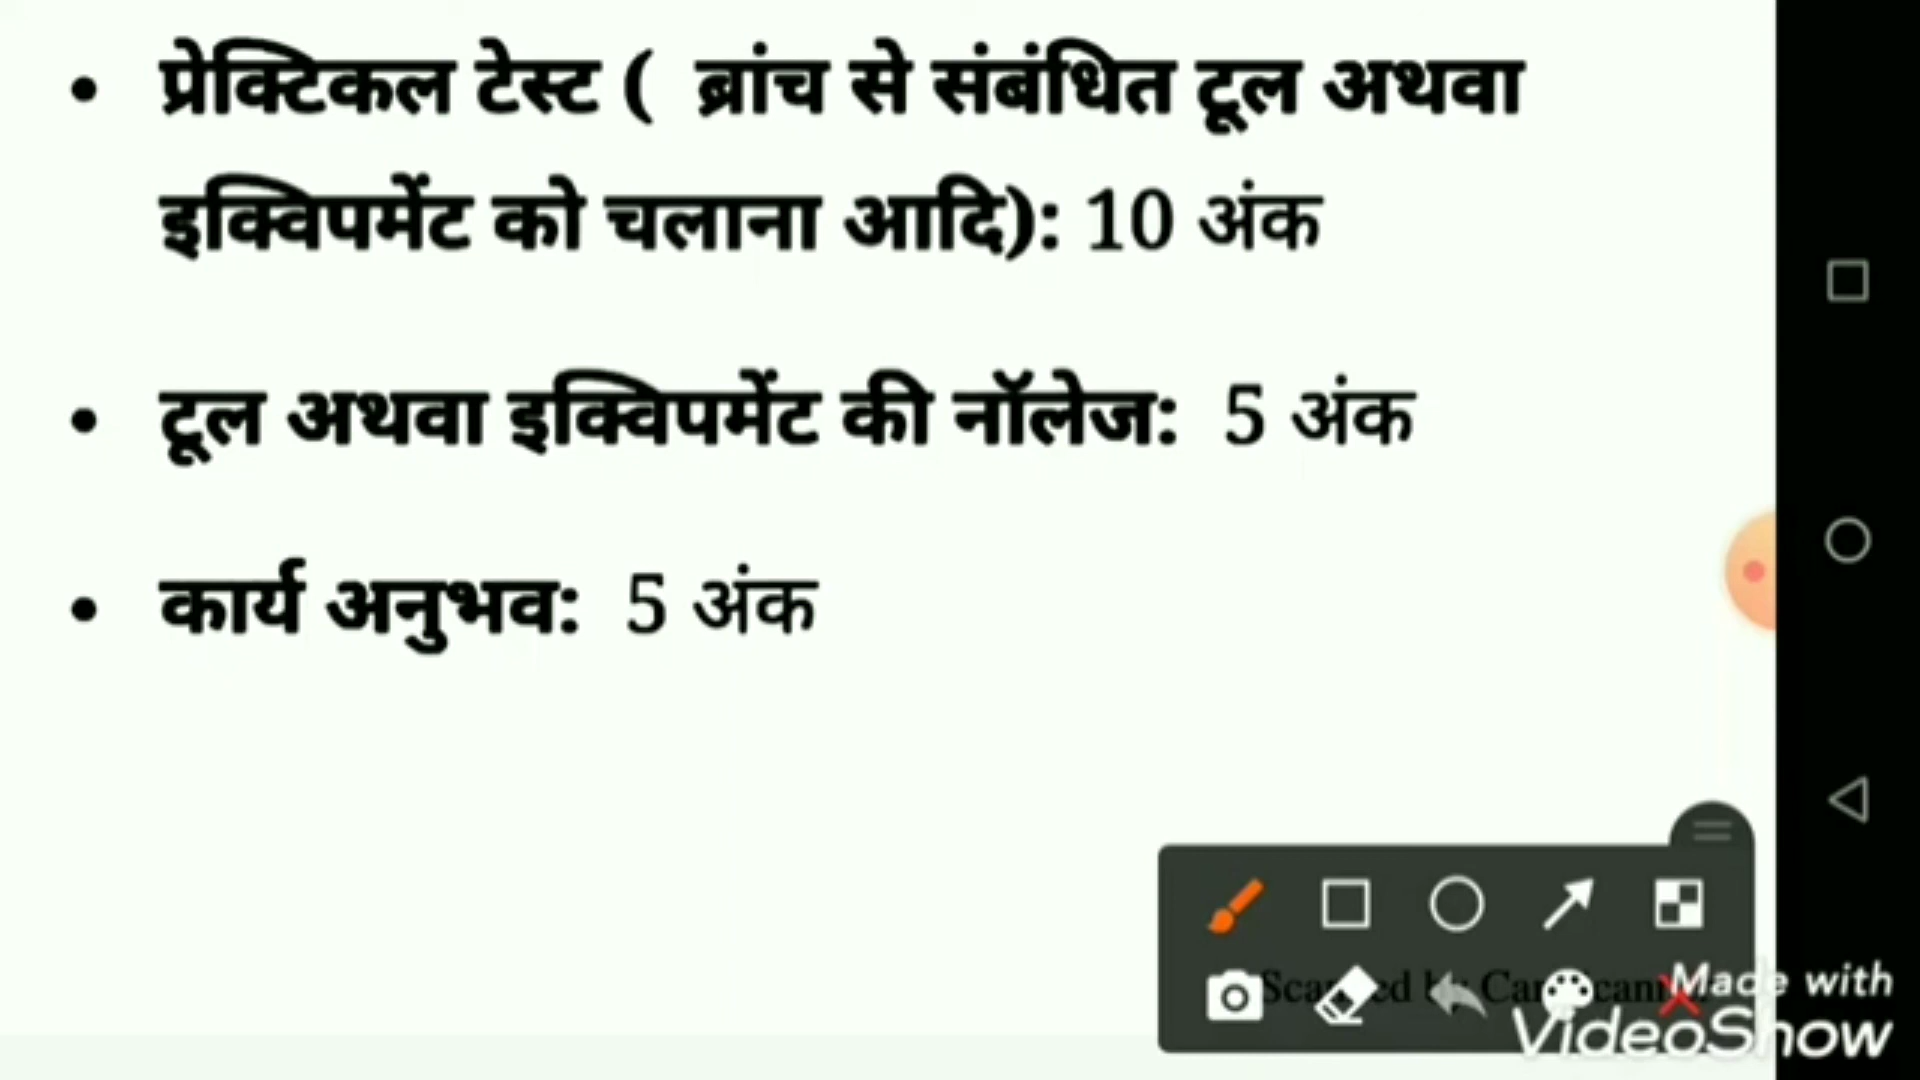 • प्रेक्टिकल टेस्ट ( ब्रांच से संबंधित टूल अथवा
इक्विपमेंट को चलाना आदि): 10 अंक
• टूल अथवा इक्विपमेंट की नॉलेज: 5 अंक
• कार्य अनुभव: 5 अंक
Made with
VideoShow